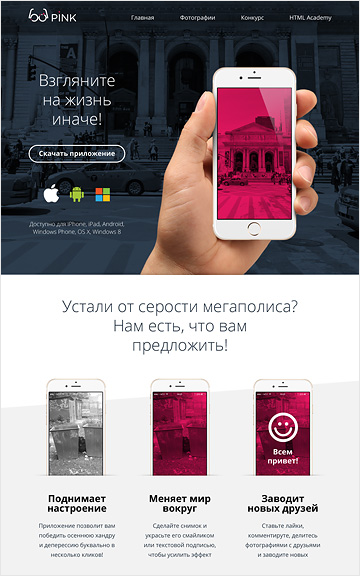 PINK
Главная Фотографии Конкурс HTML Academy
Взгляните
на жизнь
иначе!
Скачать приложение
Доступно для iPhone, iPad, Android,
Windows Phone, OS X, Windows 8
Устали от серости мегаполиса?
Нам есть, что вам
предложить!
Всем
привет!
Поднимает
настроение
Приложение позволит вам
победить осеннюю хандру
и депрессию буквально в
несколько кликов!
Меняет мир
вокруг
Сделайте снимок и
украсьте его смайликом
или текстовой подписью,
чтобы усилить эффект
Заводит
новых друзей
Ставьте лайки,
комментируте, делитесь
фотографиями с друзьями
и заводите новых